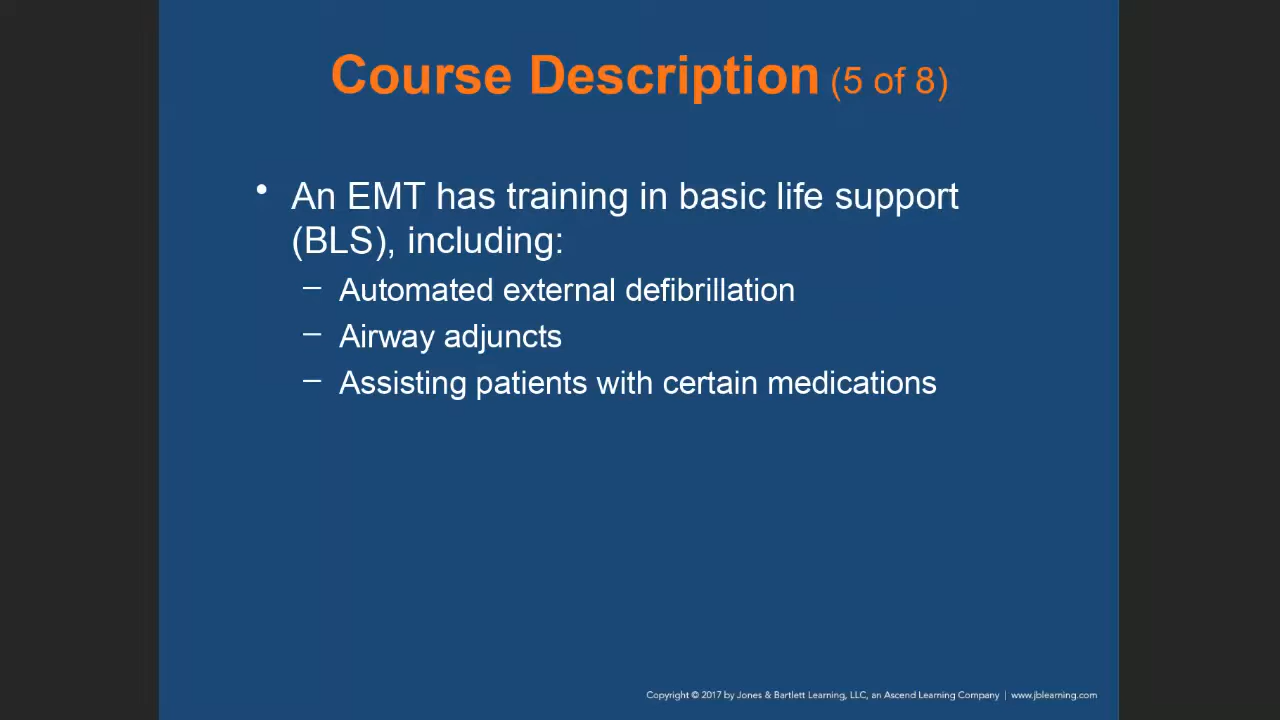 Course Description (5 of 8)
• An EMT has training in basic life support
(BLS), including:
– Automated external defibrillation
– Airway adjuncts
– Assisting patients with certain medications
Copyright © 2017 by Jones & Bartlett Learning, LLC, an Ascend Learning Company | www.jblearning.com